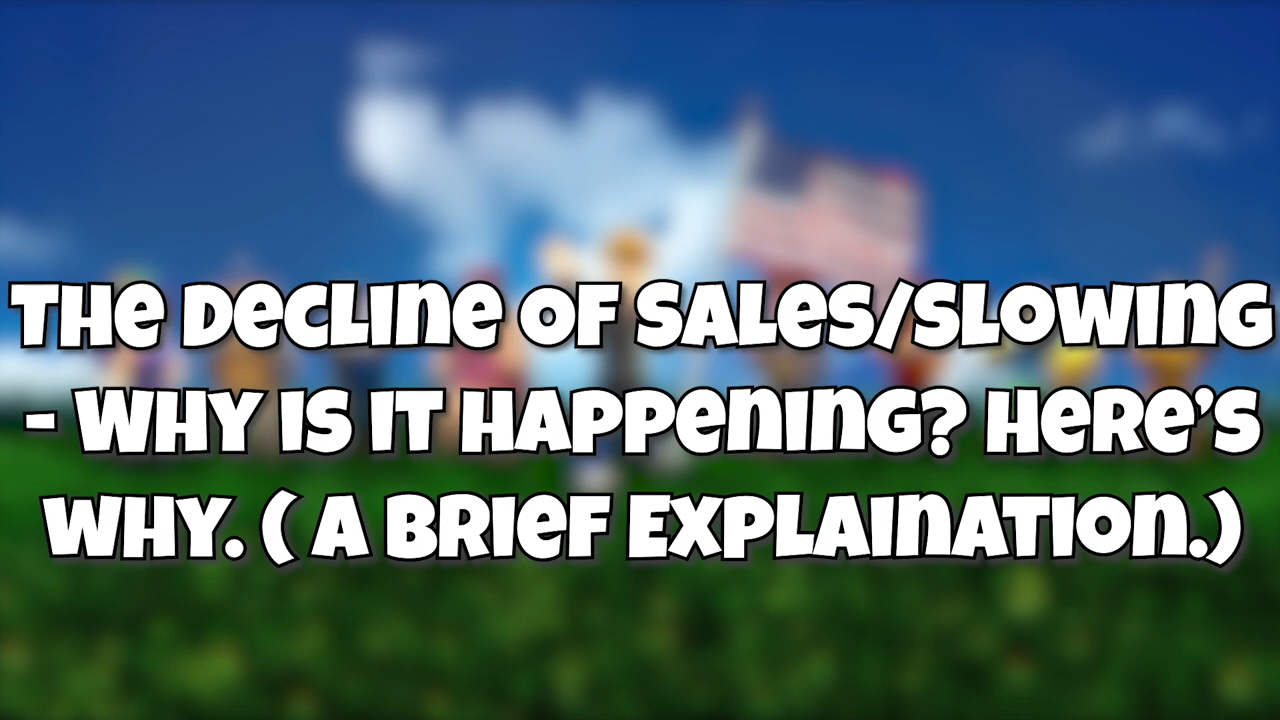 THE DECLINE OF SALES/SLOWING
- WHY IS IT HAPPENING? HERE'S
WHY. ( A BRIEF EXPLAINATION.)